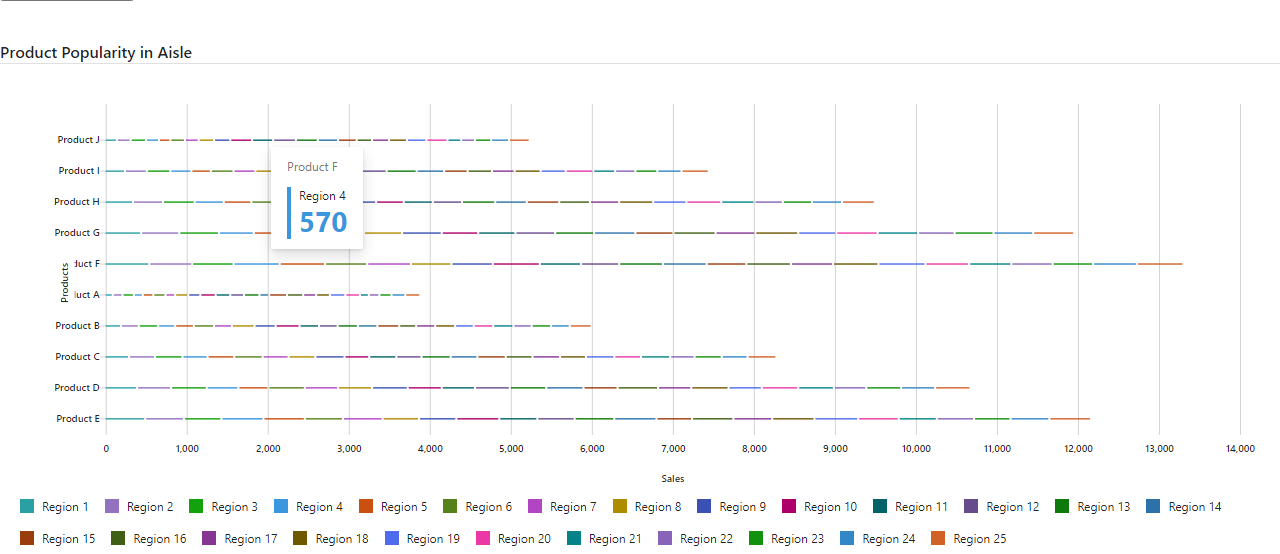 Product Popularity in Aisle
Product J
Product I
Product F
Region 4
570
Product H
Product G
duct F
Products
uct A
Product B
Product C
Product D
Product E
0 1,000 2,000 3,000 4,000 5,000 6,000 7,000 8,000 9,000 10,000 11,000 12,000 13,000 14,000
Sales
Region 1 Region 2 Region 3 Region 4 Region 5 Region 6 Region 7 Region 8 Region 9 Region 10 Region 11 Region 12 Region 13 Region 14
Region 15 Region 16 Region 17 Region 18 Region 19 Region 20 Region 21 Region 22 Region 23 Region 24 Region 25